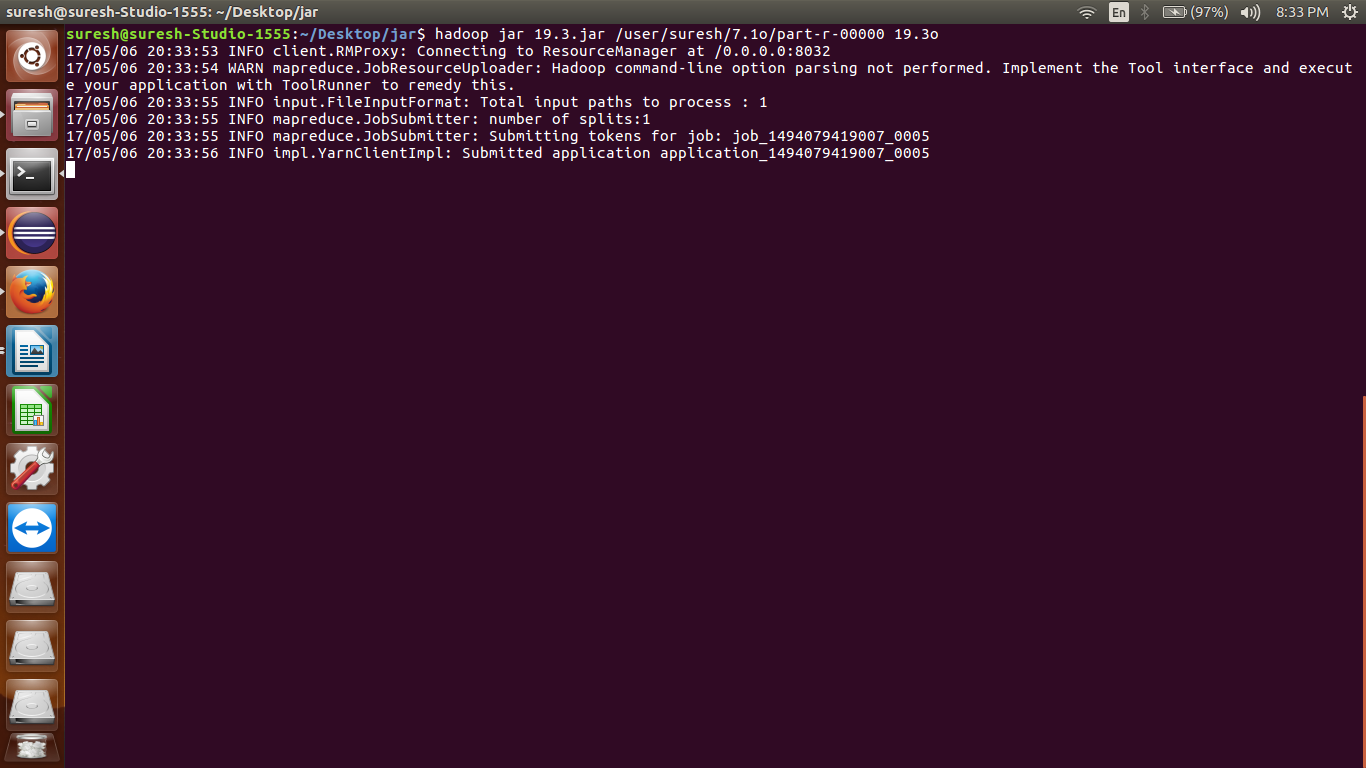 suresh@suresh-Studio-1555: ~/Desktop/jar
En
(97%)
8:33 PM
suresh@suresh-Studio-1555:~/Desktop/jar$ hadoop jar 19.3.jar /user/suresh/7.1o/part-r-00000 19.3o
17/05/06 20:33:53 INFO client.RMProxy: Connecting to ResourceManager at /0.0.0.0:8032
17/05/06 20:33:54 WARN mapreduce.JobResourceUploader: Hadoop command-line option parsing not performed. Implement the Tool interface and execut
e your application with ToolRunner to remedy this.
17/05/06 20:33:55 INFO input.FileInputFormat: Total input paths to process : 1
17/05/06 20:33:55 INFO mapreduce.JobSubmitter: number of splits:1
17/05/06 20:33:55 INFO mapreduce.JobSubmitter: Submitting tokens for job: job_1494079419007_0005
17/05/06 20:33:56 INFO impl.YarnClientImpl: Submitted application application_1494079419007_0005